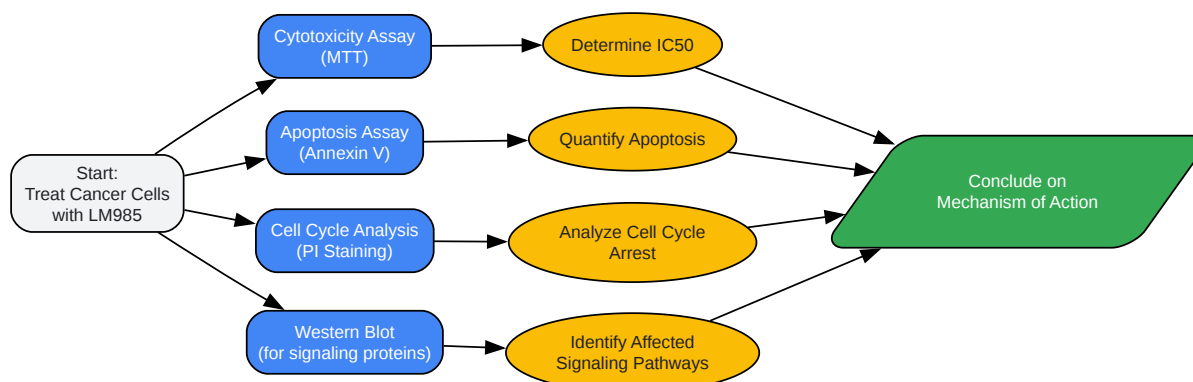 Start:
Treat Cancer Cells
with LM985
Cytotoxicity Assay
(MTT)
Determine IC50
Apoptosis Assay
(Annexin V)
Quantify Apoptosis
Cell Cycle Analysis
(PI Staining)
Analyze Cell Cycle
Arrest
Western Blot
(for signaling proteins)
Identify Affected
Signaling Pathways
Conclude on
Mechanism of Action